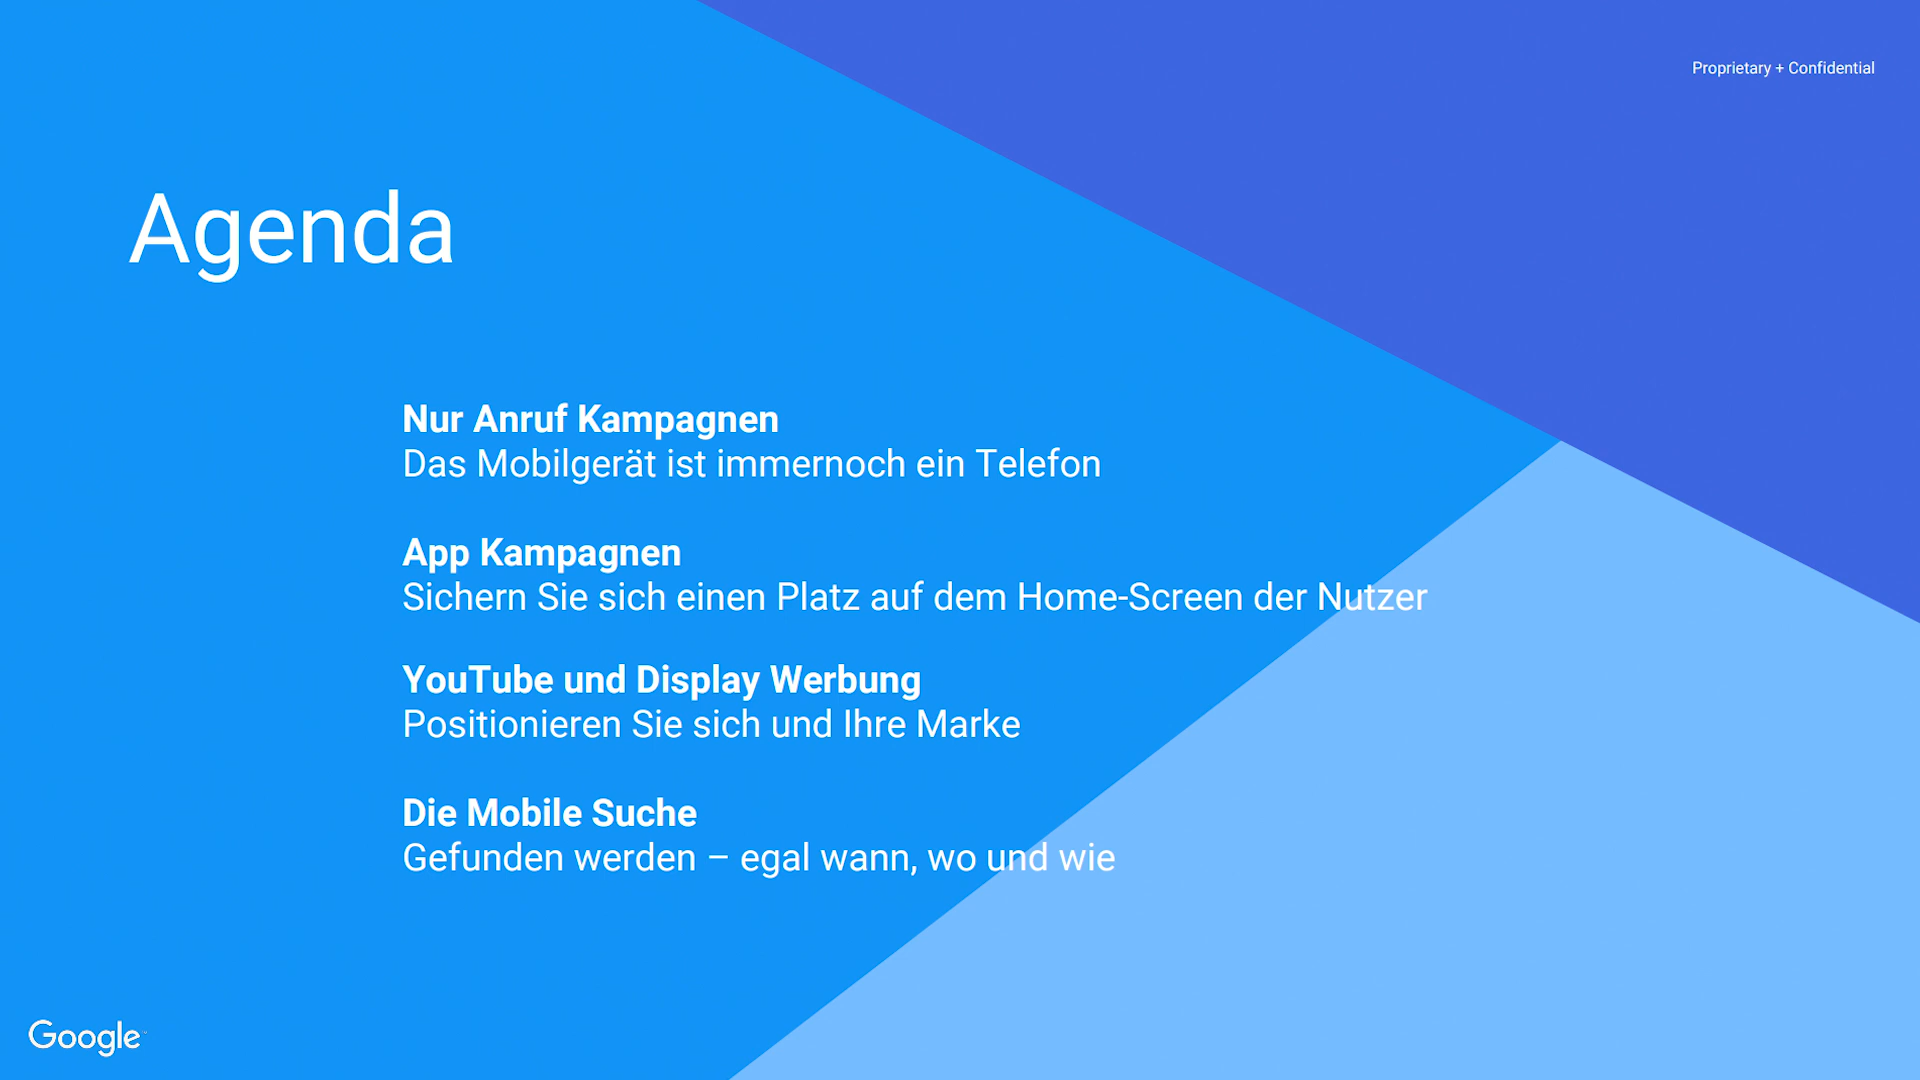 Proprietary + Confidential
Agenda
Nur Anruf Kampagnen
Das Mobilgerät ist immernoch ein Telefon
App Kampagnen
Sichern Sie sich einen Platz auf dem Home-Screen der Nutzer
YouTube und Display Werbung
Positionieren Sie sich und Ihre Marke
Die Mobile Suche
Gefunden werden – egal wann, wo und wie
Google